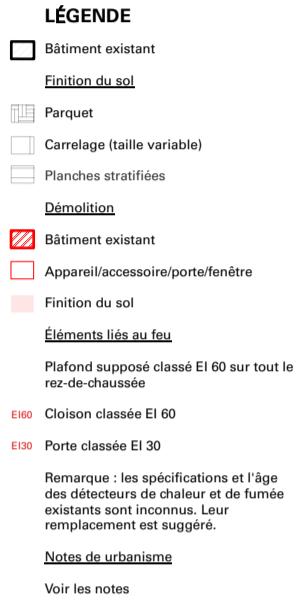 LÉGENDE
Bâtiment existant
Finition du sol
Parquet
Carrelage (taille variable)
Planches stratifiées
Démolition
Bâtiment existant
Appareil/accessoire/porte/fenêtre
Finition du sol
Éléments liés au feu
Plafond supposé classé EI 60 sur tout le
rez-de-chaussée
EI60 Cloison classée EI 60
EI30 Porte classée EI 30
Remarque : les spécifications et l'âge
des détecteurs de chaleur et de fumée
existants sont inconnus. Leur
remplacement est suggéré.
Notes de urbanisme
Voir les notes